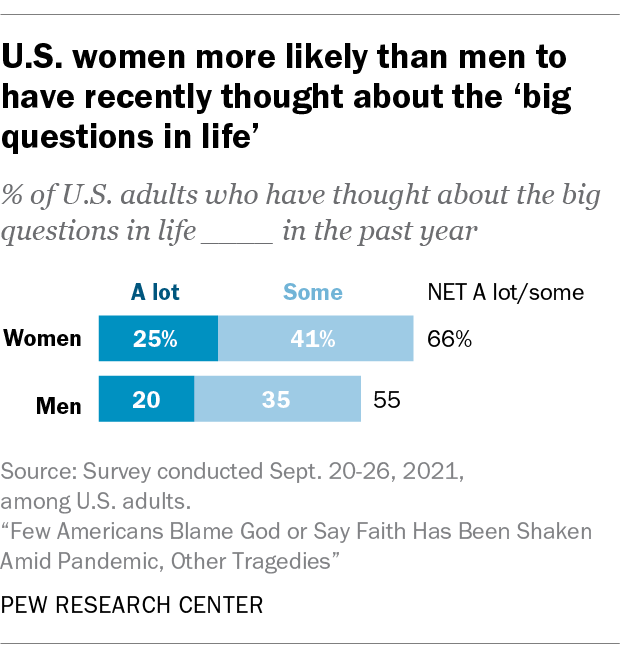 U.S. women more likely than men to
have recently thought about the ‘big
questions in life’
% of U.S. adults who have thought about the big
questions in life ____ in the past year
A lot Some NET A lot/some
Women 25% 41% 66%
Men 20 35 55
Source: Survey conducted Sept. 20-26, 2021,
among U.S. adults.
“Few Americans Blame God or Say Faith Has Been Shaken
Amid Pandemic, Other Tragedies”
PEW RESEARCH CENTER